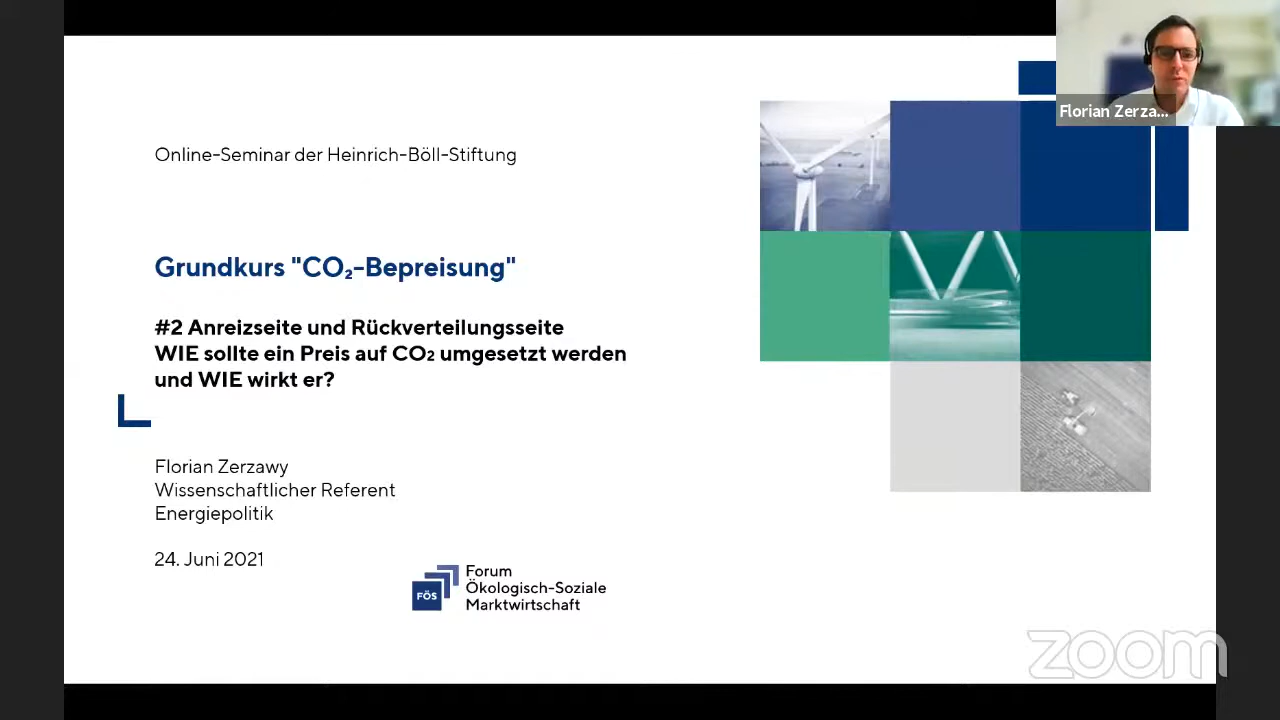 Florian Zerza...
Online-Seminar der Heinrich-Böll-Stiftung
Grundkurs "CO₂-Bepreisung"
#2 Anreizseite und Rückverteilungsseite
WIE sollte ein Preis auf CO₂ umgesetzt werden
und WIE wirkt er?
Florian Zerzawy
Wissenschaftlicher Referent
Energiepolitik
24. Juni 2021
FÖS
Forum
Ökologisch-Soziale
Marktwirtschaft
zoom